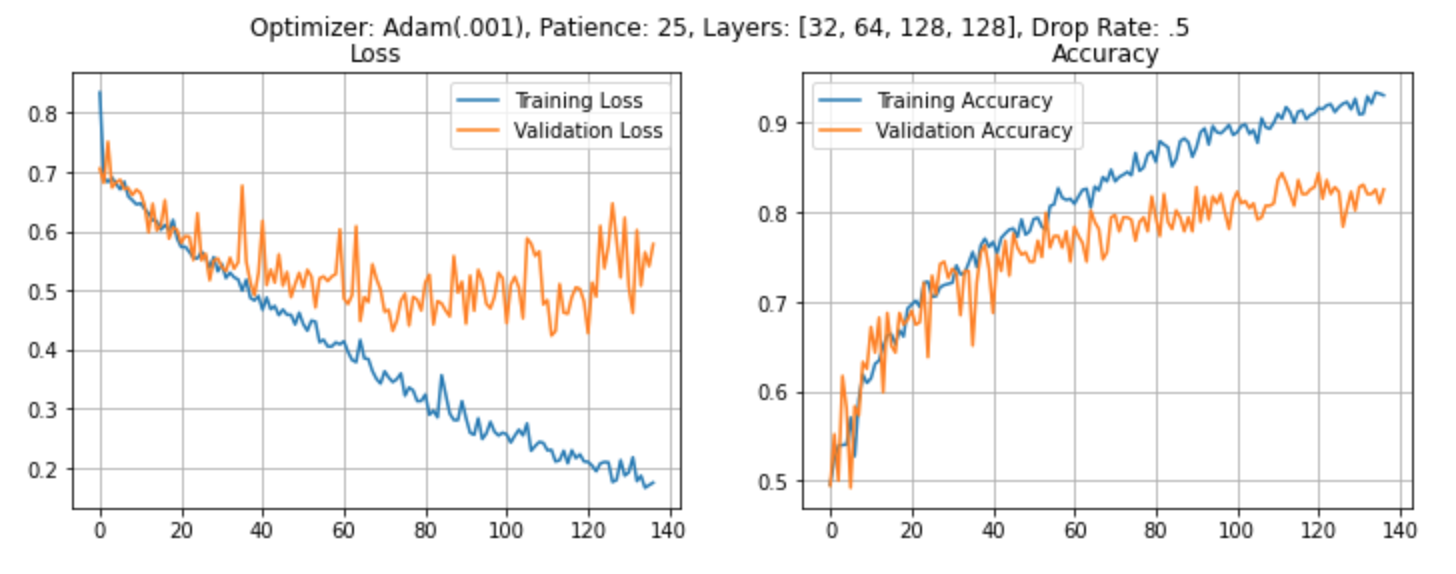 Optimizer: Adam(.001), Patience: 25, Layers: [32, 64, 128, 128], Drop Rate: .5
Loss
Training Loss
Validation Loss
0.8
0.7
0.6
0.5
0.4
0.3
0.2
0 20 40 60 80 100 120 140
Accuracy
Training Accuracy
Validation Accuracy
0.9
0.8
0.7
0.6
0.5
0 20 40 60 80 100 120 140